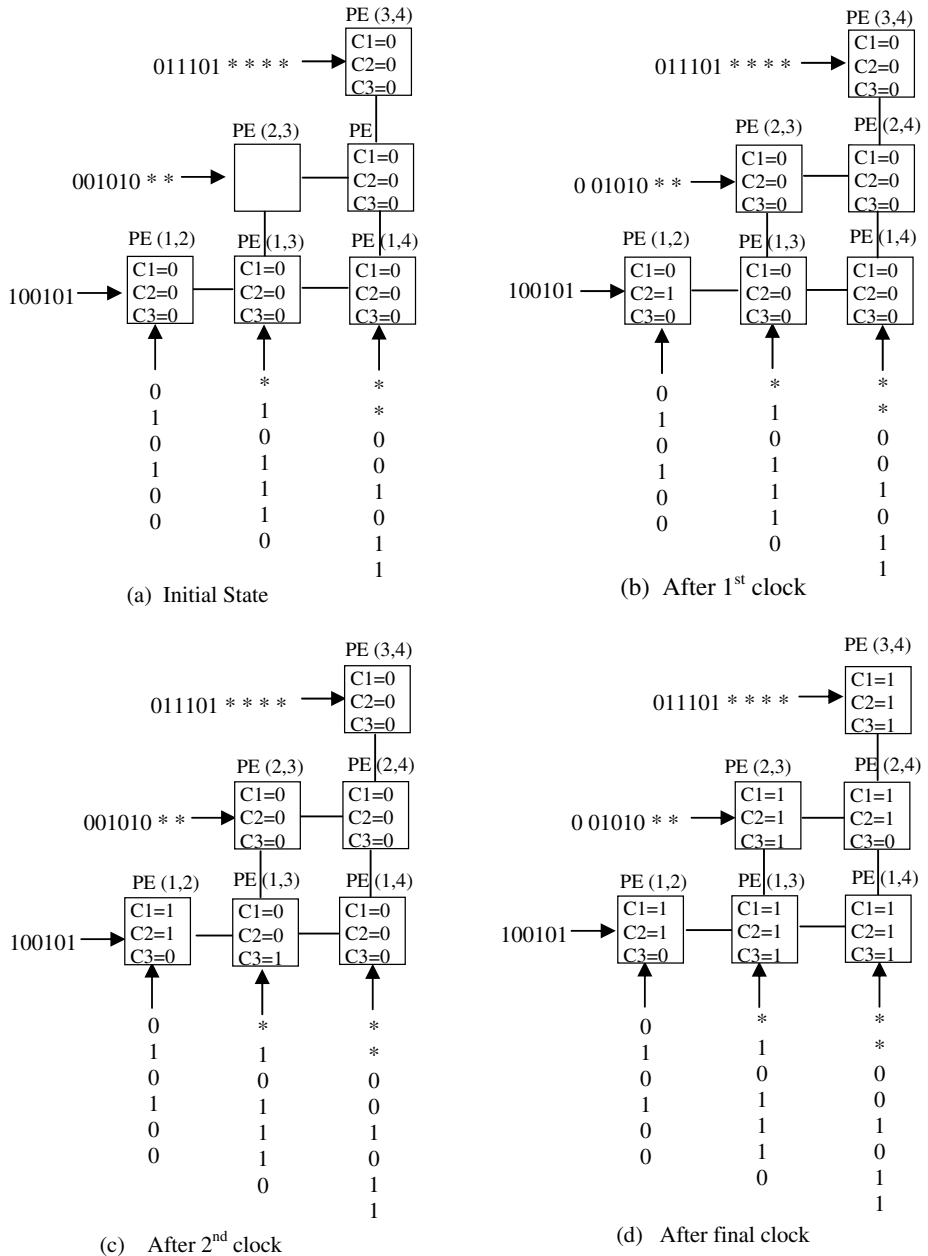 PE (3,4)
C1=0
C2=0
C3=0
011101 * * * *
PE (2,3)
PE
C1=0
C2=0
C3=0
001010 * *
PE (1,2)
PE (1,3)
PE (1,4)
C1=0
C2=0
C3=0
C1=0
C2=0
C3=0
C1=0
C2=0
C3=0
100101
0
1
0
1
0
0
*
1
0
1
1
1
0
*
*
0
0
1
0
1
1
(a) Initial State
PE (3,4)
C1=0
C2=0
C3=0
011101 * * * *
PE (2,3)
PE (2,4)
C1=0
C2=0
C3=0
C1=0
C2=0
C3=0
0 01010 * *
PE (1,2)
PE (1,3)
PE (1,4)
C1=0
C2=1
C3=0
C1=0
C2=0
C3=0
C1=0
C2=0
C3=0
100101
0
1
0
1
0
0
*
1
0
1
1
1
0
*
*
0
0
1
0
1
1
(b) After 1st clock
PE (3,4)
C1=0
C2=0
C3=0
011101 * * * *
PE (2,3)
PE (2,4)
C1=0
C2=0
C3=0
C1=0
C2=0
C3=0
001010 * *
PE (1,2)
PE (1,3)
PE (1,4)
C1=1
C2=1
C3=0
C1=0
C2=0
C3=1
C1=0
C2=0
C3=0
100101
0
1
0
1
0
0
*
1
0
1
1
1
0
*
*
0
0
1
0
1
1
(c) After 2nd clock
PE (3,4)
C1=1
C2=1
C3=1
011101 * * * *
PE (2,3)
PE (2,4)
C1=1
C2=1
C3=1
C1=1
C2=1
C3=0
0 01010 * *
PE (1,2)
PE (1,3)
PE (1,4)
C1=1
C2=1
C3=0
C1=1
C2=1
C3=1
C1=1
C2=1
C3=1
100101
0
1
0
1
0
0
*
1
0
1
1
1
0
*
*
0
0
1
0
1
1
(d) After final clock